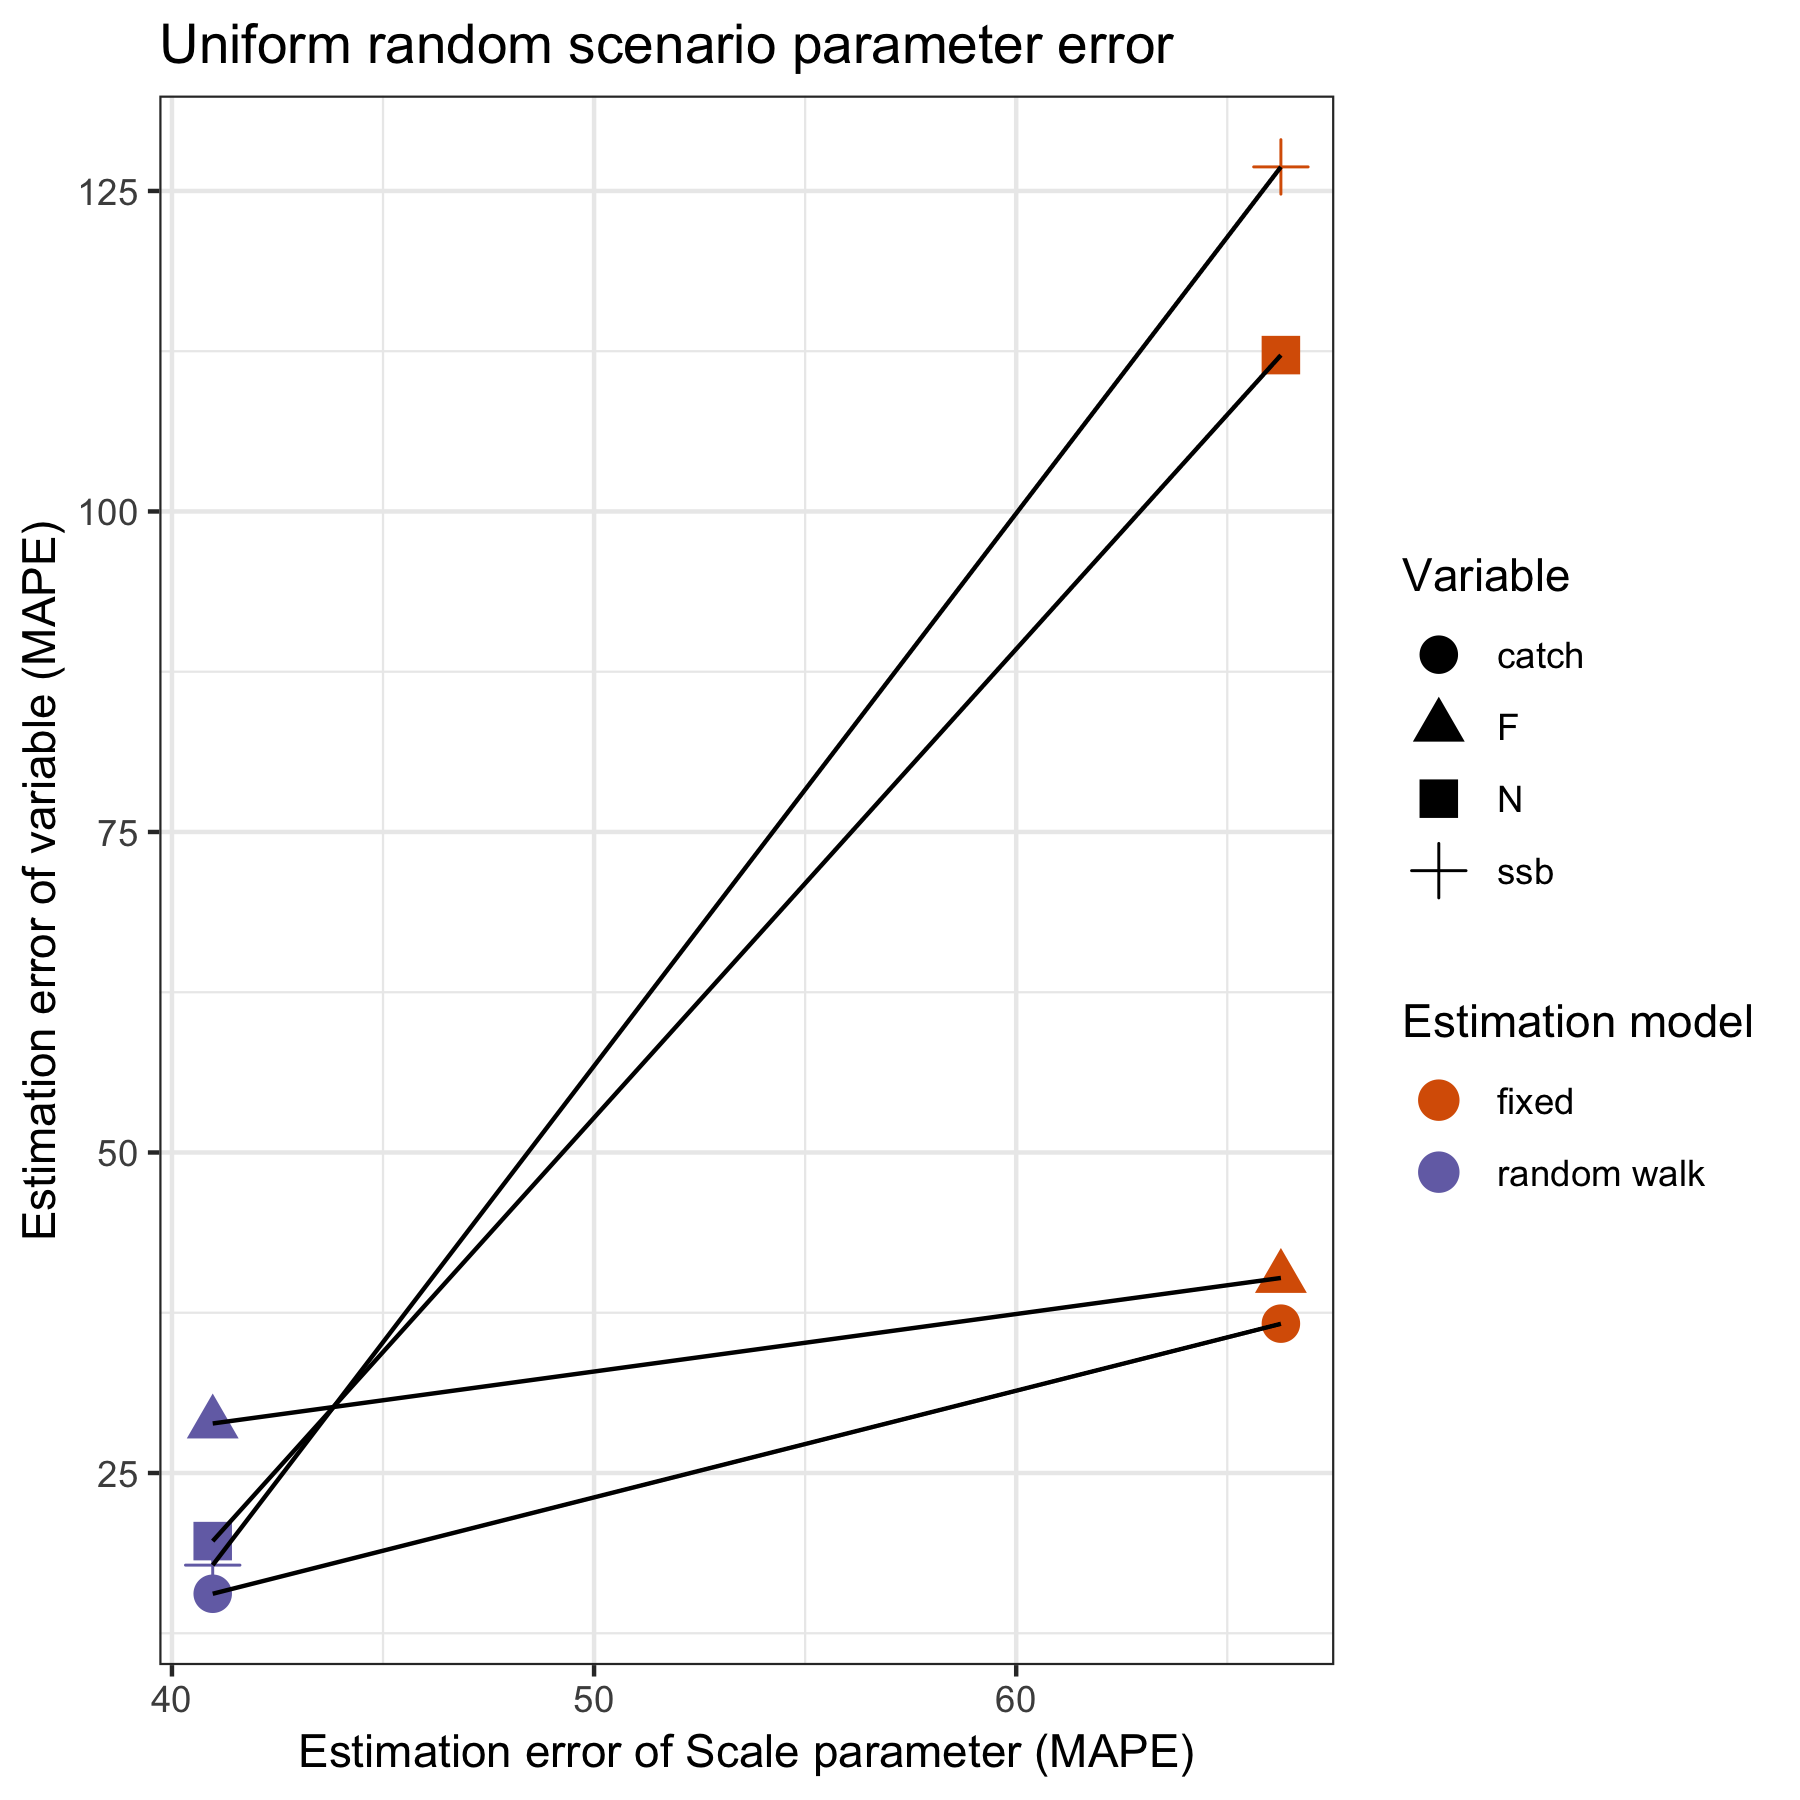 Uniform random scenario parameter error
Estimation error of variable (MAPE)
125
100
75
50
25
40
50
60
Estimation error of Scale parameter (MAPE)
Variable
catch
F
N
ssb
Estimation model
fixed
random walk